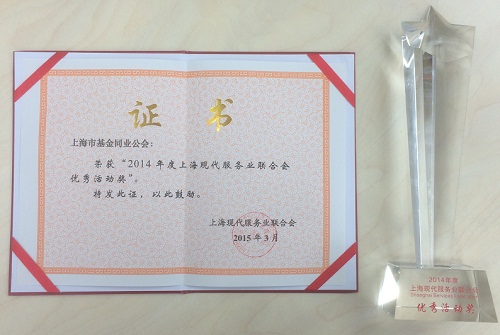 证 书
上海市基金同业公会：
荣获“2014年度上海现代服务业联合会
优秀活动奖”。
特发此证，以此鼓励。
上海现代服务业联合会
2015年3月
2014年度
上海现代服务业联合会
Shanghai Services
优秀活动奖